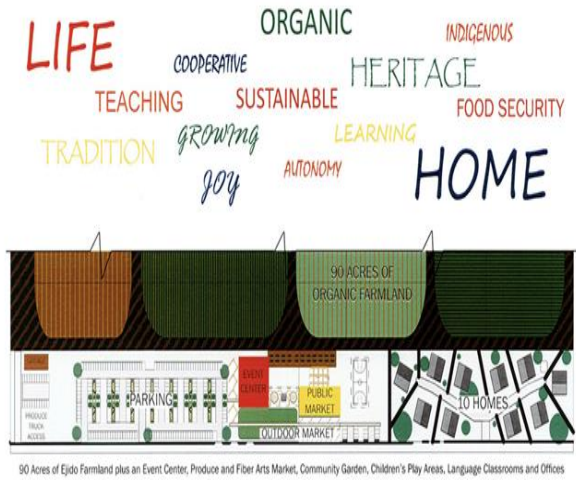 LIFE
ORGANIC
INDIGENOUS
COOPERATIVE
HERITAGE
TEACHING
SUSTAINABLE
FOOD SECURITY
TRADITION
GROWING
LEARNING
JOY
AUTONOMY
HOME
90 ACRES OF
ORGANIC FARMLAND
EVENT
CENTER
PARKING
PUBLIC
MARKET
10 HOMES
PRODUCE
TRUCK
ACCESS
OUTDOOR MARKET
90 Acres of Ejido Farmland plus an Event Center, Produce and Fiber Arts Market, Community Garden, Children's Play Areas, Language Classrooms and Offices